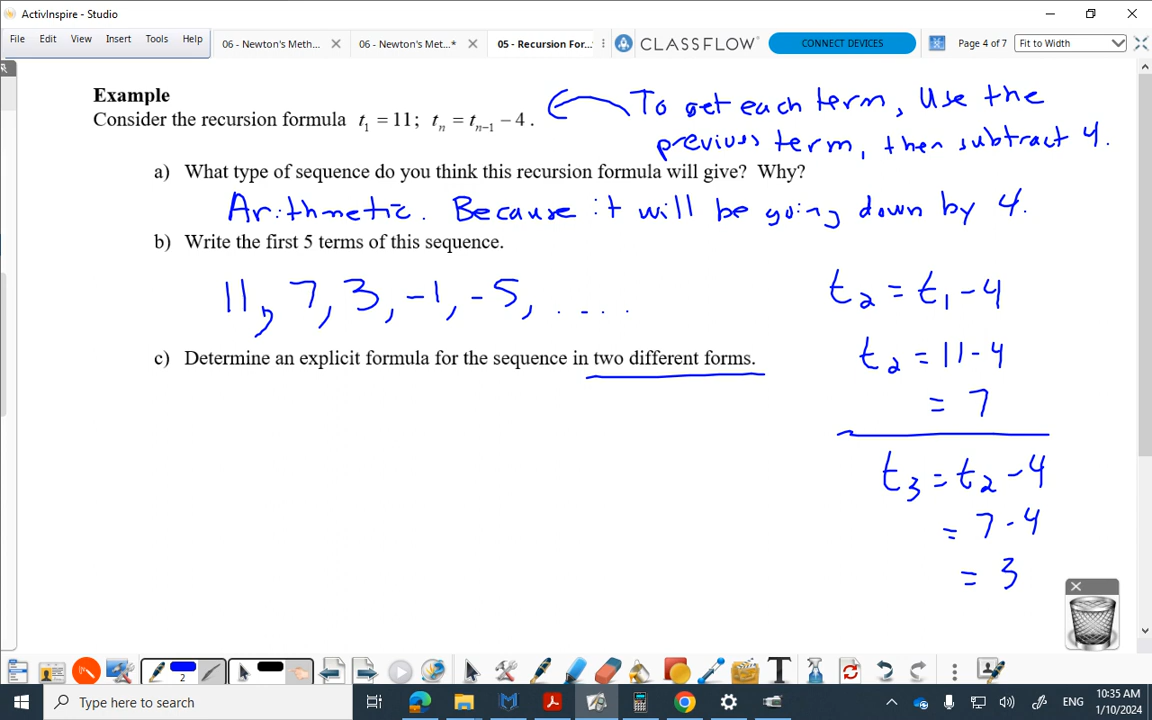 ActivInspire - Studio
File Edit View Insert Tools Help
06 - Newton's Meth...
06 - Newton's Met...*
05 - Recursion For...
CLASSFLOW
CONNECT DEVICES
Page 4 of 7
Fit to Width
Example
Consider the recursion formula t₁ = 11; tₙ = tₙ₋₁ − 4 .
To get each term, Use the
previuos term, then subtract 4.
a) What type of sequence do you think this recursion formula will give? Why?
Arithmetic. Because it will be going down by 4.
b) Write the first 5 terms of this sequence.
11, 7, 3, -1, -5, .....
t₂ = t₁ - 4
t₂ = 11 - 4
= 7
c) Determine an explicit formula for the sequence in two different forms.
t₃ = t₂ - 4
= 7 - 4
= 3
2
T
Type here to search
ENG
10:35 AM
1/10/2024